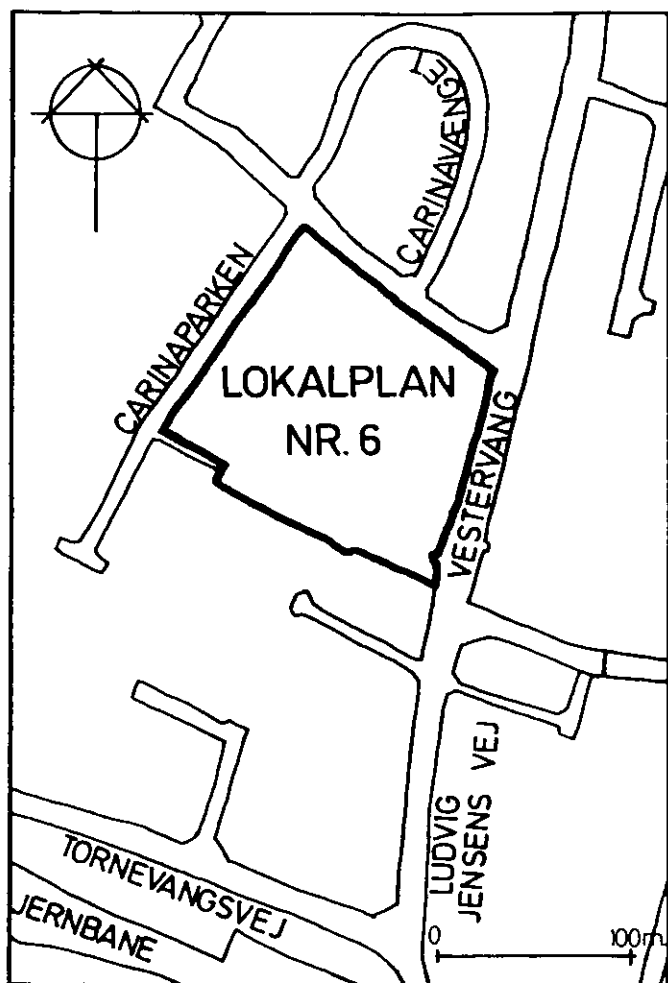 CARINAVÆNGET
CARINAPARKEN
LOKALPLAN
NR. 6
VESTERVANG
LUDVIG
JENSENS VEJ
TORNEVANGSVEJ
JERNBANE
0 100m.